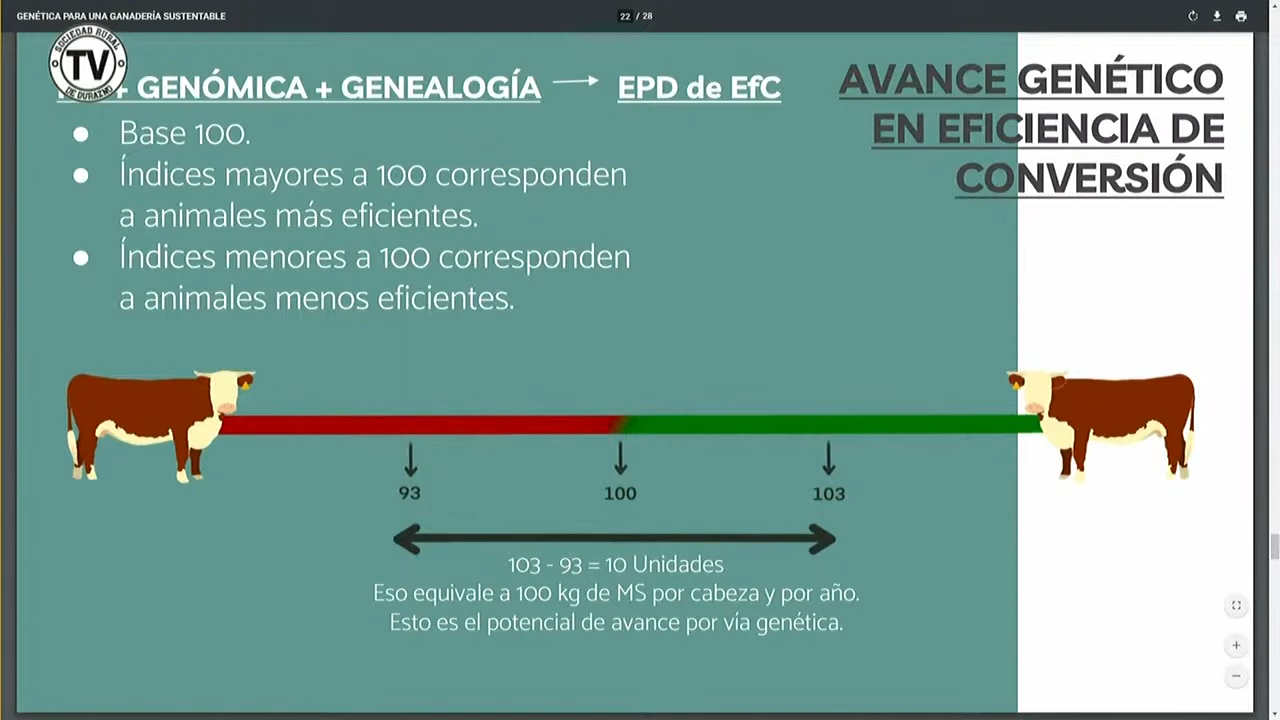 GENÉTICA PARA UNA GANADERÍA SUSTENTABLE
22 / 28
SOCIEDAD RURAL
TV
DE DURAZNO
+ GENÓMICA + GENEALOGÍA → EPD de EfC
AVANCE GENÉTICO
EN EFICIENCIA DE
CONVERSIÓN
● Base 100.
● Índices mayores a 100 corresponden
a animales más eficientes.
● Índices menores a 100 corresponden
a animales menos eficientes.
93
100
103
103 - 93 = 10 Unidades
Eso equivale a 100 kg de MS por cabeza y por año.
Esto es el potencial de avance por vía genética.